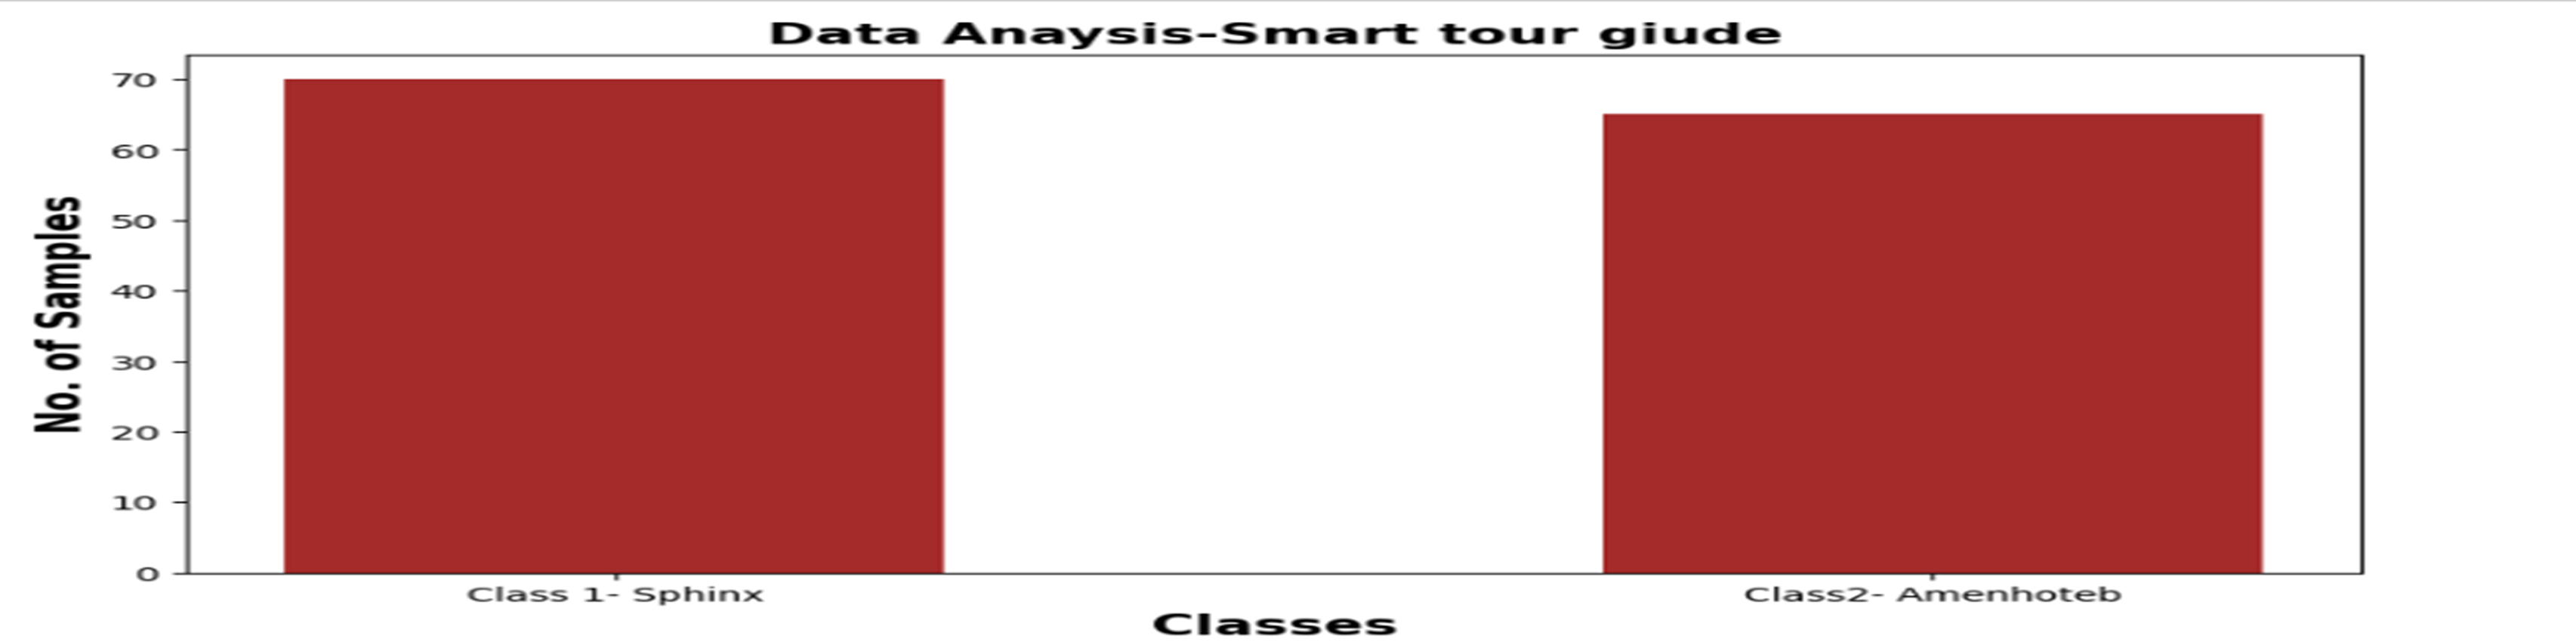 Data Anaysis-Smart tour giude
No. of Samples
70
60
50
40
30
20
10
0
Class 1- Sphinx
Class2- Amenhoteb
Classes